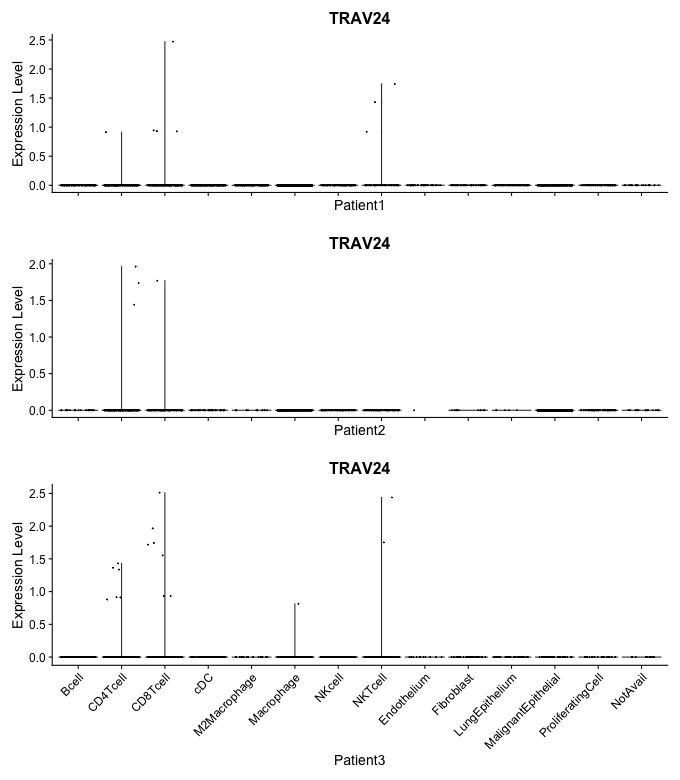 TRAV24
2.5
2.0
1.5
1.0
0.5
0.0
Expression Level
Patient1
TRAV24
2.0
1.5
1.0
0.5
0.0
Expression Level
Patient2
TRAV24
2.5
2.0
1.5
1.0
0.5
0.0
Expression Level
Bcell
CD4Tcell
CD8Tcell
cDC
M2Macrophage
Macrophage
NKcell
NKTcell
Endothelium
Fibroblast
LungEpithelium
MalignantEpithelial
ProliferatingCell
NotAvail
Patient3